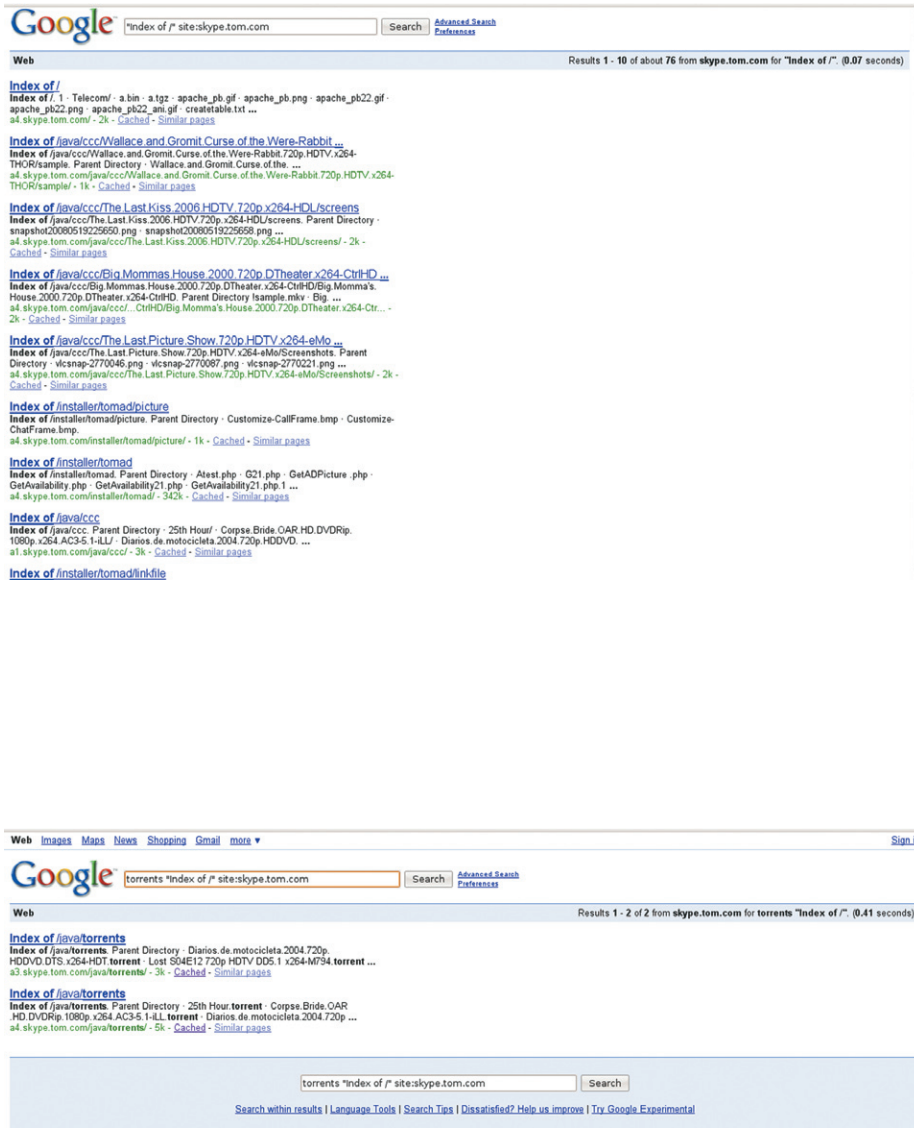 Google "Index of /" site:skype.tom.com Search Advanced Search
Preferences
Web Results 1 - 10 of about 76 from skype.tom.com for "Index of /". (0.07 seconds)
Index of /
Index of /. 1 · Telecom/ · a.bin · a.tgz · apache_pb.gif · apache_pb.png · apache_pb22.gif ·
apache_pb22.png · apache_pb22_ani.gif · createtable.txt ...
a4.skype.tom.com/ - 2k - Cached - Similar pages
Index of /java/ccc/Wallace.and.Gromit.Curse.of.the.Were-Rabbit ...
Index of /java/ccc/Wallace.and.Gromit.Curse.of.the.Were-Rabbit.720p.HDTV.x264-
THOR/sample. Parent Directory · Wallace.and.Gromit.Curse.of.the. ...
a4.skype.tom.com/java/ccc/Wallace.and.Gromit.Curse.of.the.Were-Rabbit.720p.HDTV.x264-
THOR/sample/ - 1k - Cached - Similar pages
Index of /java/ccc/The.Last.Kiss.2006.HDTV.720p.x264-HDL/screens
Index of /java/ccc/The.Last.Kiss.2006.HDTV.720p.x264-HDL/screens. Parent Directory ·
snapshot20080519225650.png · snapshot20080519225658.png ...
a4.skype.tom.com/java/ccc/The.Last.Kiss.2006.HDTV.720p.x264-HDL/screens/ - 2k -
Cached - Similar pages
Index of /java/ccc/Big.Mommas.House.2000.720p.DTheater.x264-CtrlHD ...
Index of /java/ccc/Big.Mommas.House.2000.720p.DTheater.x264-CtrlHD/Big.Momma's.
House.2000.720p.DTheater.x264-CtrlHD. Parent Directory !sample.mkv · Big. ...
a4.skype.tom.com/java/ccc/...CtrlHD/Big.Momma's.House.2000.720p.DTheater.x264-Ctr... -
2k - Cached - Similar pages
Index of /java/ccc/The.Last.Picture.Show.720p.HDTV.x264-eMo ...
Index of /java/ccc/The.Last.Picture.Show.720p.HDTV.x264-eMo/Screenshots. Parent
Directory · vlcsnap-2770046.png · vlcsnap-2770087.png · vlcsnap-2770221.png ...
a4.skype.tom.com/java/ccc/The.Last.Picture.Show.720p.HDTV.x264-eMo/Screenshots/ - 2k -
Cached - Similar pages
Index of /installer/tomad/picture
Index of /installer/tomad/picture. Parent Directory · Customize-CallFrame.bmp · Customize-
ChatFrame.bmp.
a4.skype.tom.com/installer/tomad/picture/ - 1k - Cached - Similar pages
Index of /installer/tomad
Index of /installer/tomad. Parent Directory · Atest.php · G21.php · GetADPicture .php ·
GetAvailability.php · GetAvailability21.php · GetAvailability21.php.1 ...
a4.skype.tom.com/installer/tomad/ - 342k - Cached - Similar pages
Index of /java/ccc
Index of /java/ccc. Parent Directory · 25th Hour/ · Corpse.Bride.OAR.HD.DVDRip.
1080p.x264.AC3-5.1-iLL/ · Diarios.de.motocicleta.2004.720p.HDDVD. ...
a1.skype.tom.com/java/ccc/ - 3k - Cached - Similar pages
Index of /installer/tomad/linkfile
Web Images Maps News Shopping Gmail more ▼ Sign i
Google torrents "Index of /" site:skype.tom.com Search Advanced Search
Preferences
Web Results 1 - 2 of 2 from skype.tom.com for torrents "Index of /". (0.41 seconds)
Index of /java/torrents
Index of /java/torrents. Parent Directory · Diarios.de.motocicleta.2004.720p.
HDDVD.DTS.x264-HDT.torrent · Lost S04E12 720p HDTV DD5.1 x264-M794.torrent ...
a3.skype.tom.com/java/torrents/ - 3k - Cached - Similar pages
Index of /java/torrents
Index of /java/torrents. Parent Directory · 25th Hour.torrent · Corpse.Bride.OAR
.HD.DVDRip.1080p.x264.AC3-5.1-iLL.torrent · Diarios.de.motocicleta.2004.720p ...
a4.skype.tom.com/java/torrents/ - 5k - Cached - Similar pages
torrents "Index of /" site:skype.tom.com Search
Search within results | Language Tools | Search Tips | Dissatisfied? Help us improve | Try Google Experimental